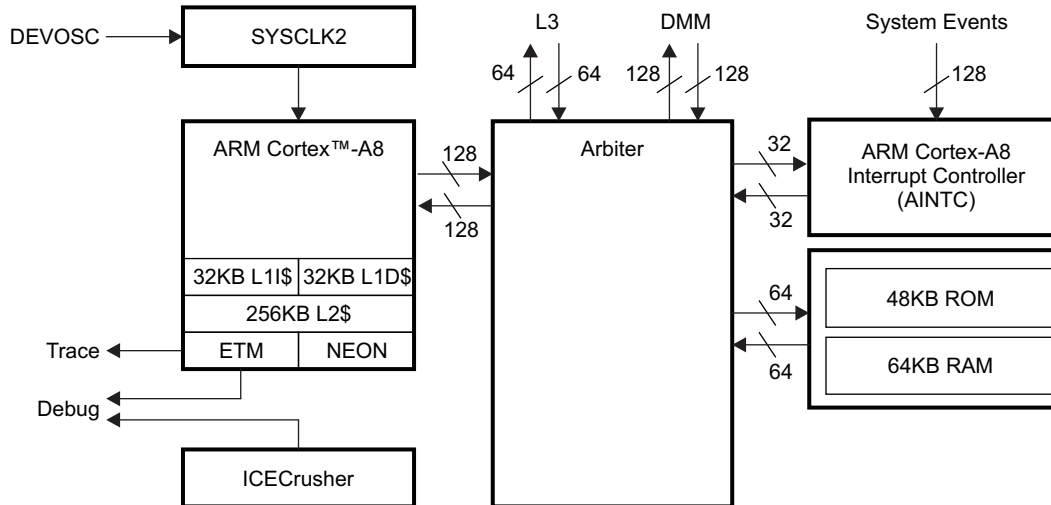 DEVOSC
SYSCLK2
L3
DMM
System Events
64
64
128
128
128
ARM Cortex™-A8
Arbiter
ARM Cortex-A8
Interrupt Controller
(AINTC)
128
128
32
32
32KB L1I$
32KB L1D$
256KB L2$
ETM
NEON
64
64
48KB ROM
64KB RAM
Trace
Debug
ICECrusher